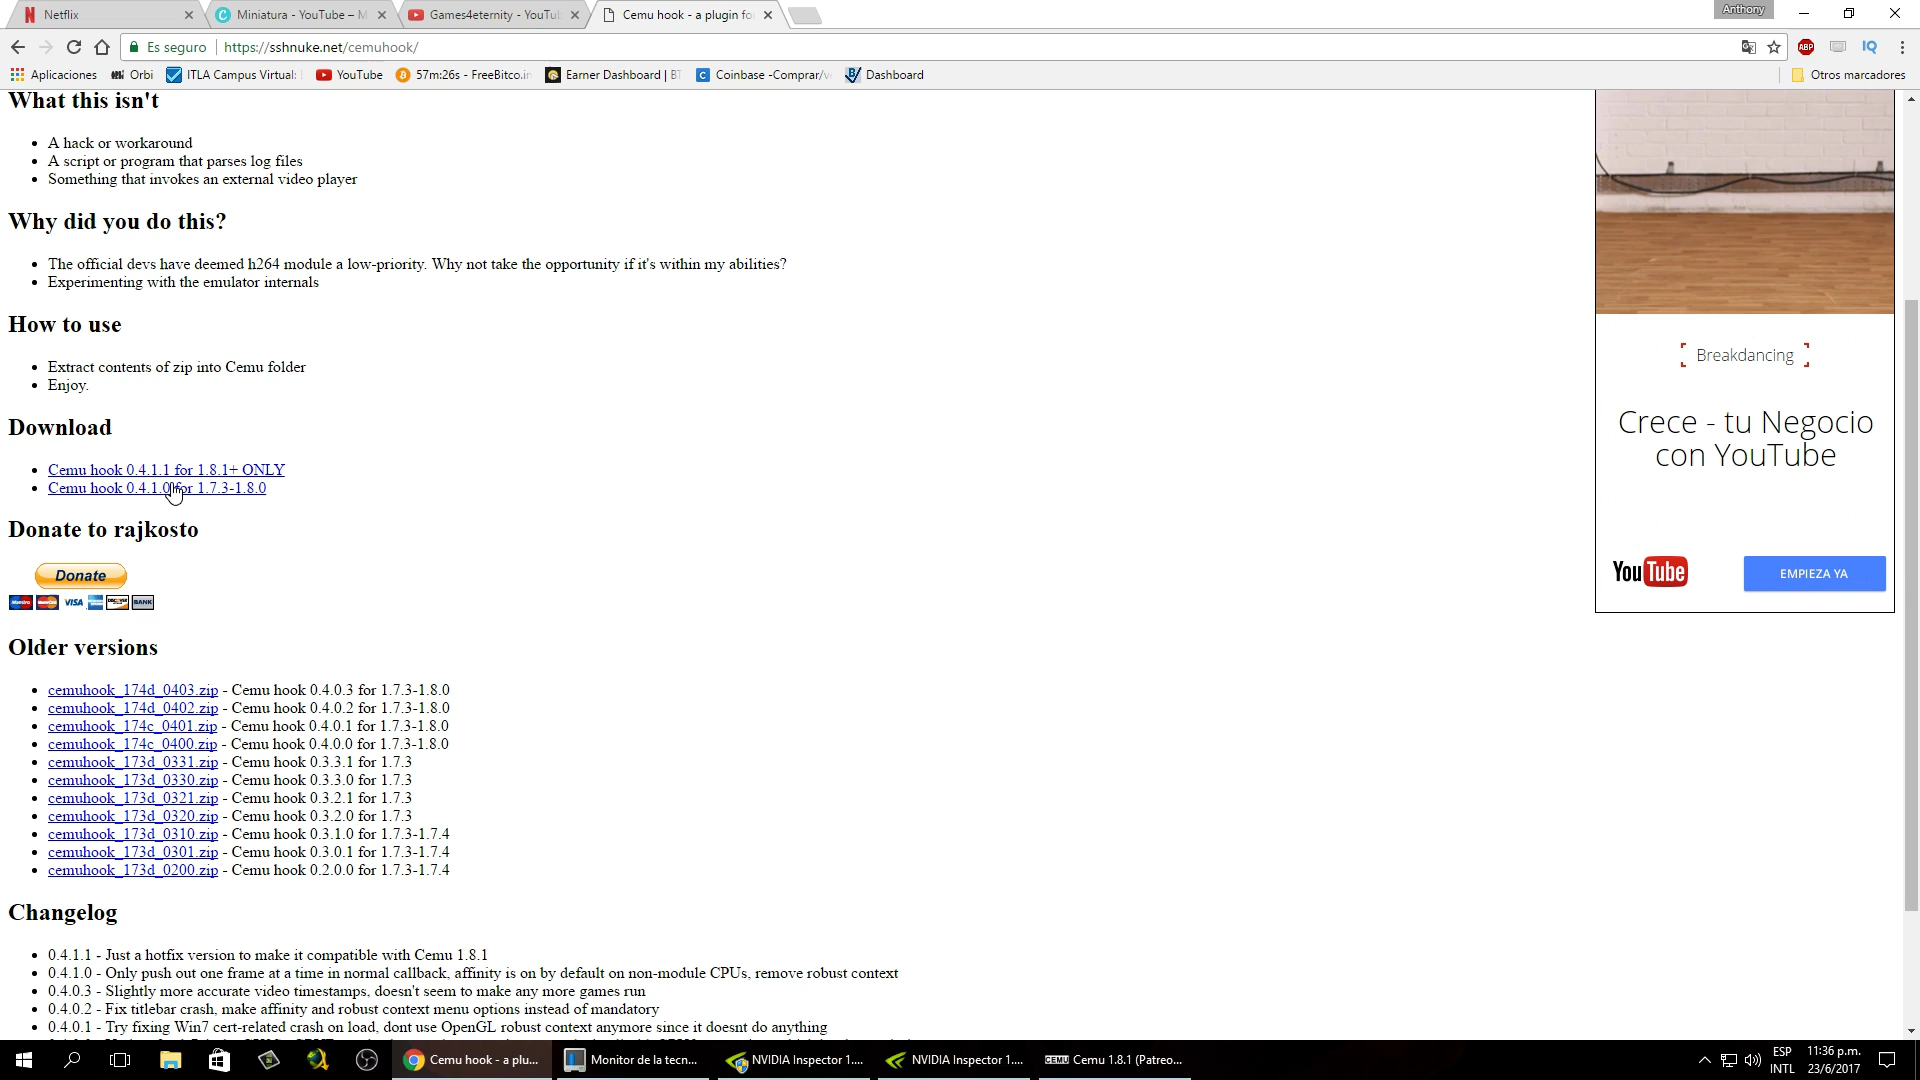 Netflix
Miniatura - YouTube – M
Games4eternity - YouTu
Cemu hook - a plugin fo
Anthony
Es seguro
https://sshnuke.net/cemuhook/
ABP
IQ
Aplicaciones
Orbi
ITLA Campus Virtual:
YouTube
57m:26s - FreeBitco.in
Earner Dashboard | BT
Coinbase -Comprar/v
Dashboard
Otros marcadores
What this isn't
A hack or workaround
A script or program that parses log files
Something that invokes an external video player
Why did you do this?
The official devs have deemed h264 module a low-priority. Why not take the opportunity if it's within my abilities?
Experimenting with the emulator internals
How to use
Extract contents of zip into Cemu folder
Enjoy.
Download
Cemu hook 0.4.1.1 for 1.8.1+ ONLY
Cemu hook 0.4.1.0 for 1.7.3-1.8.0
Donate to rajkosto
Donate
VISA
BANK
Older versions
cemuhook_174d_0403.zip - Cemu hook 0.4.0.3 for 1.7.3-1.8.0
cemuhook_174d_0402.zip - Cemu hook 0.4.0.2 for 1.7.3-1.8.0
cemuhook_174c_0401.zip - Cemu hook 0.4.0.1 for 1.7.3-1.8.0
cemuhook_174c_0400.zip - Cemu hook 0.4.0.0 for 1.7.3-1.8.0
cemuhook_173d_0331.zip - Cemu hook 0.3.3.1 for 1.7.3
cemuhook_173d_0330.zip - Cemu hook 0.3.3.0 for 1.7.3
cemuhook_173d_0321.zip - Cemu hook 0.3.2.1 for 1.7.3
cemuhook_173d_0320.zip - Cemu hook 0.3.2.0 for 1.7.3
cemuhook_173d_0310.zip - Cemu hook 0.3.1.0 for 1.7.3-1.7.4
cemuhook_173d_0301.zip - Cemu hook 0.3.0.1 for 1.7.3-1.7.4
cemuhook_173d_0200.zip - Cemu hook 0.2.0.0 for 1.7.3-1.7.4
Changelog
0.4.1.1 - Just a hotfix version to make it compatible with Cemu 1.8.1
0.4.1.0 - Only push out one frame at a time in normal callback, affinity is on by default on non-module CPUs, remove robust context
0.4.0.3 - Slightly more accurate video timestamps, doesn't seem to make any more games run
0.4.0.2 - Fix titlebar crash, make affinity and robust context menu options instead of mandatory
0.4.0.1 - Try fixing Win7 cert-related crash on load, dont use OpenGL robust context anymore since it doesnt do anything
Breakdancing
Crece - tu Negocio
con YouTube
YouTube
EMPIEZA YA
Cemu hook - a plu...
Monitor de la tecn...
NVIDIA Inspector 1....
NVIDIA Inspector 1....
CEMU
Cemu 1.8.1 (Patreo...
ESP
INTL
11:36 p.m.
23/6/2017